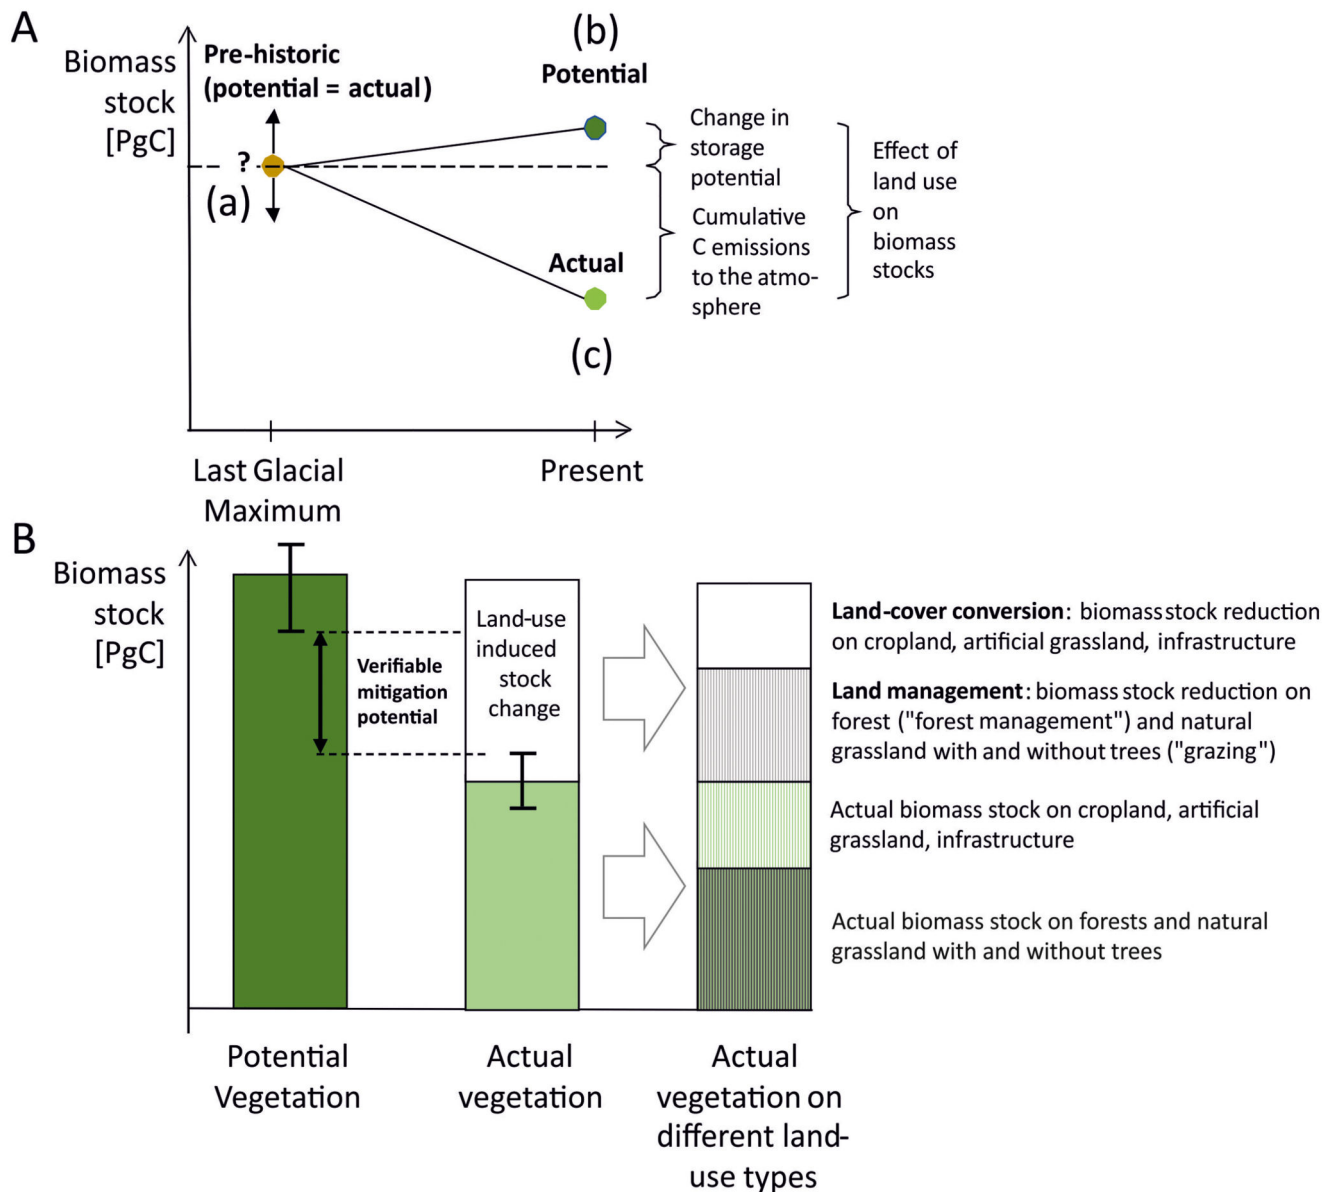 A
Biomass
stock
[PgC]
Pre-historic
(potential = actual)
?
(a)
(b)
Potential
Actual
(c)
Change in
storage
potential
Cumulative
C emissions
to the atmo-
sphere
Effect of
land use
on
biomass
stocks
Last Glacial
Maximum
Present
B
Biomass
stock
[PgC]
Verifiable
mitigation
potential
Land-use
induced
stock
change
Land-cover conversion: biomass stock reduction
on cropland, artificial grassland, infrastructure
Land management: biomass stock reduction on
forest ("forest management") and natural
grassland with and without trees ("grazing")
Actual biomass stock on cropland, artificial
grassland, infrastructure
Actual biomass stock on forests and natural
grassland with and without trees
Potential
Vegetation
Actual
vegetation
Actual
vegetation on
different land-
use types